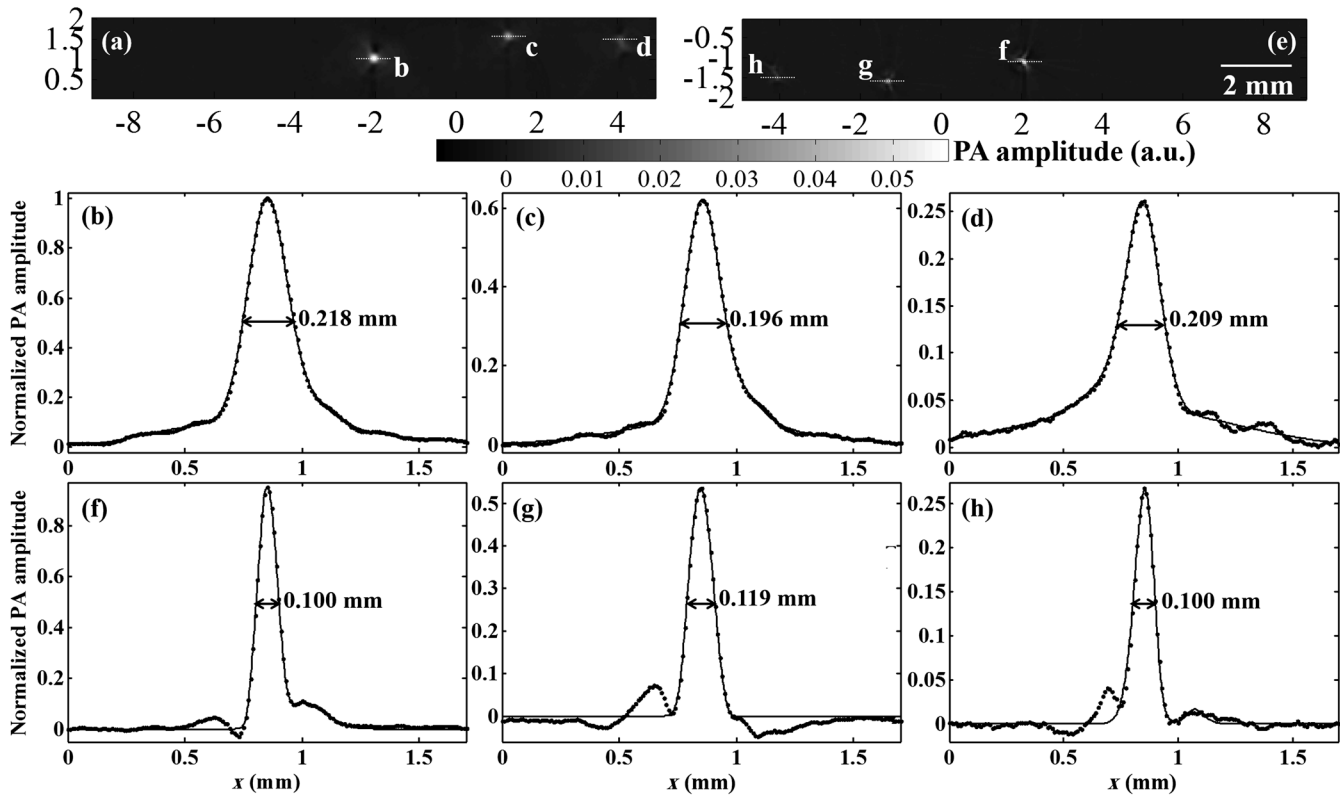 2
1.5
1
0.5
(a)
b
c
d
-8 -6 -4 -2 0 2 4
-0.5
-1
-1.5
-2
h
g
f
(e)
2 mm
-4 -2 0 2 4 6 8
PA amplitude (a.u.)
0 0.01 0.02 0.03 0.04 0.05
Normalized PA amplitude
(b)
1
0.8
0.6
0.4
0.2
0
0.218 mm
0 0.5 1 1.5
(c)
0.6
0.4
0.2
0
0.196 mm
0 0.5 1 1.5
(d)
0.25
0.2
0.15
0.1
0.05
0
0.209 mm
0 0.5 1 1.5
Normalized PA amplitude
(f)
0.8
0.6
0.4
0.2
0
0.100 mm
0 0.5 1 1.5
x (mm)
(g)
0.5
0.4
0.3
0.2
0.1
0
0.119 mm
0 0.5 1 1.5
x (mm)
(h)
0.25
0.2
0.15
0.1
0.05
0
0.100 mm
0 0.5 1 1.5
x (mm)